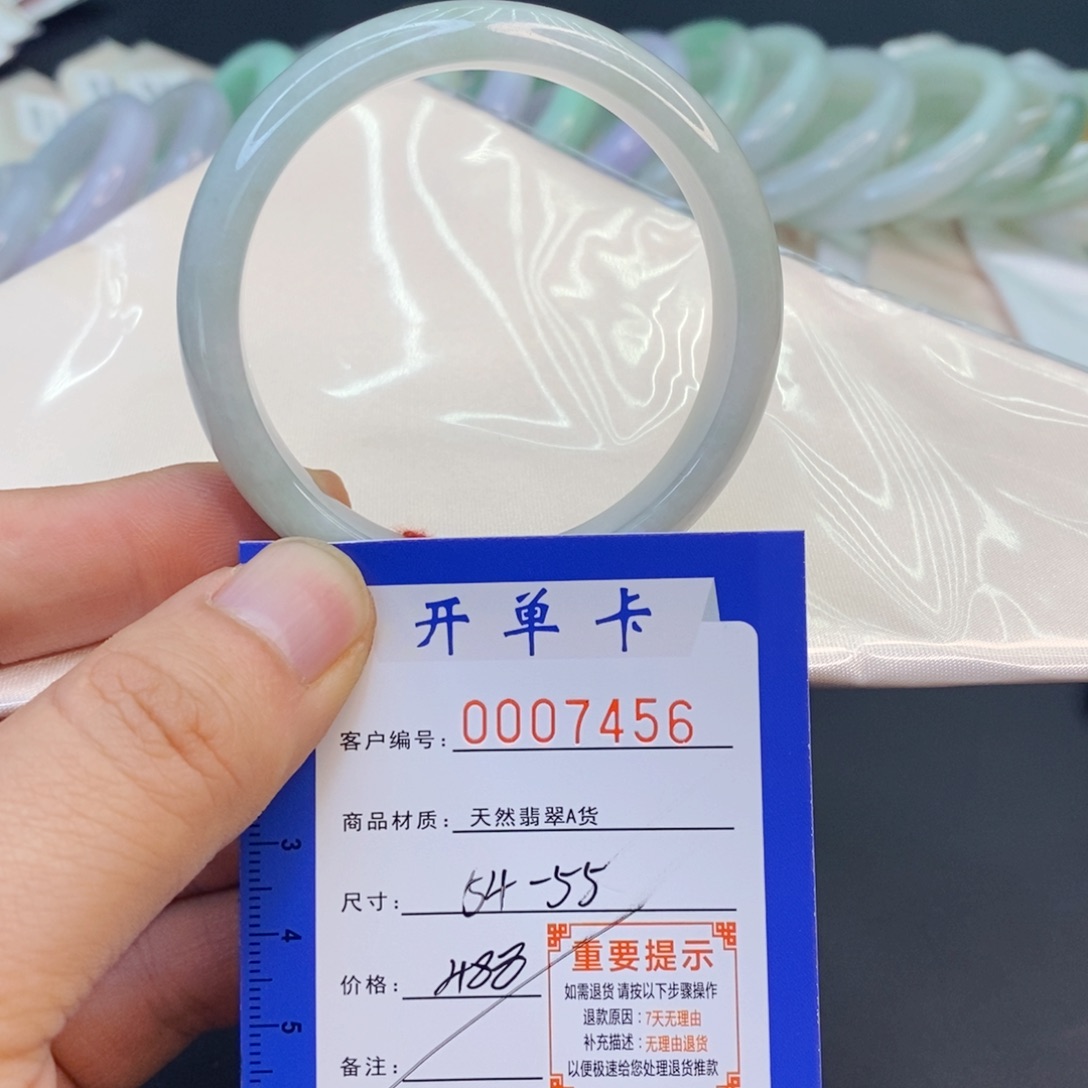 开单卡
客户编号: 0007456
商品材质: 天然翡翠A货
尺寸: 54-55
价格: 488
备注:
重要提示
如需退货 请按以下步骤操作
退款原因:7天无理由
补充描述:无理由退货
以便极速给您处理退货推款
3
4
5